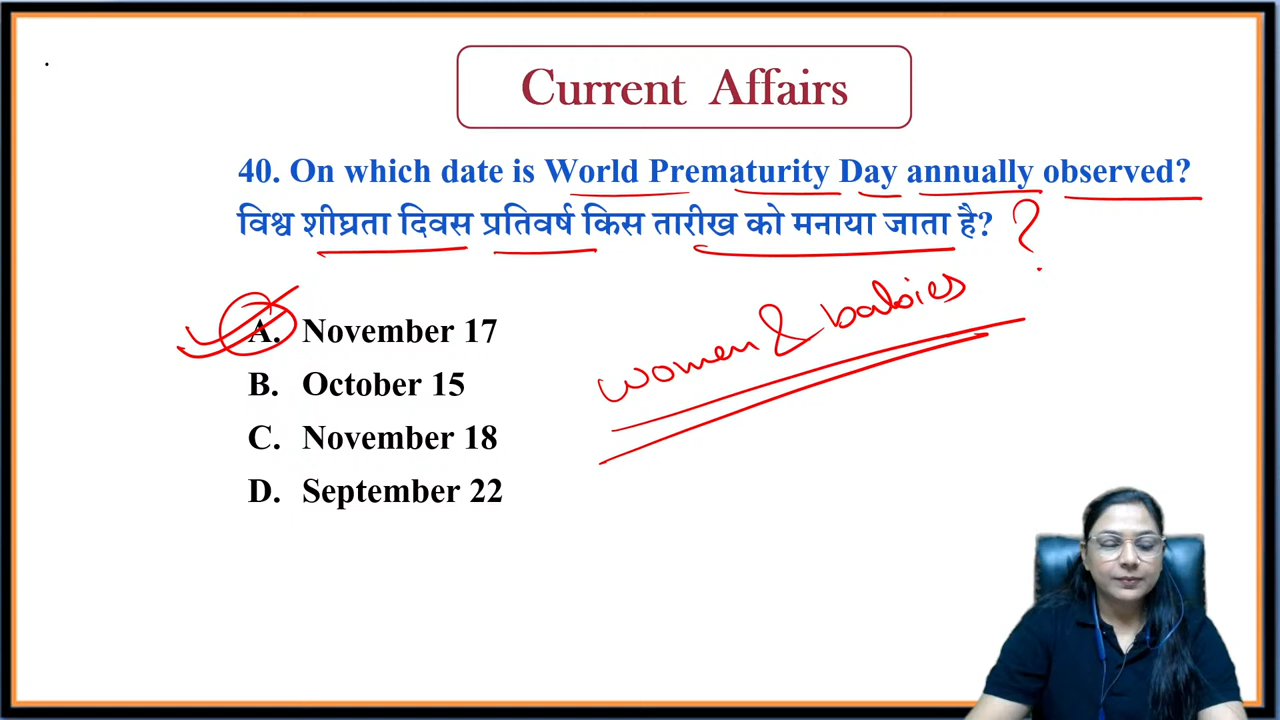 Current Affairs
40. On which date is World Prematurity Day annually observed?
विश्व शीघ्रता दिवस प्रतिवर्ष किस तारीख को मनाया जाता है? ?
women & babies
A. November 17
B. October 15
C. November 18
D. September 22